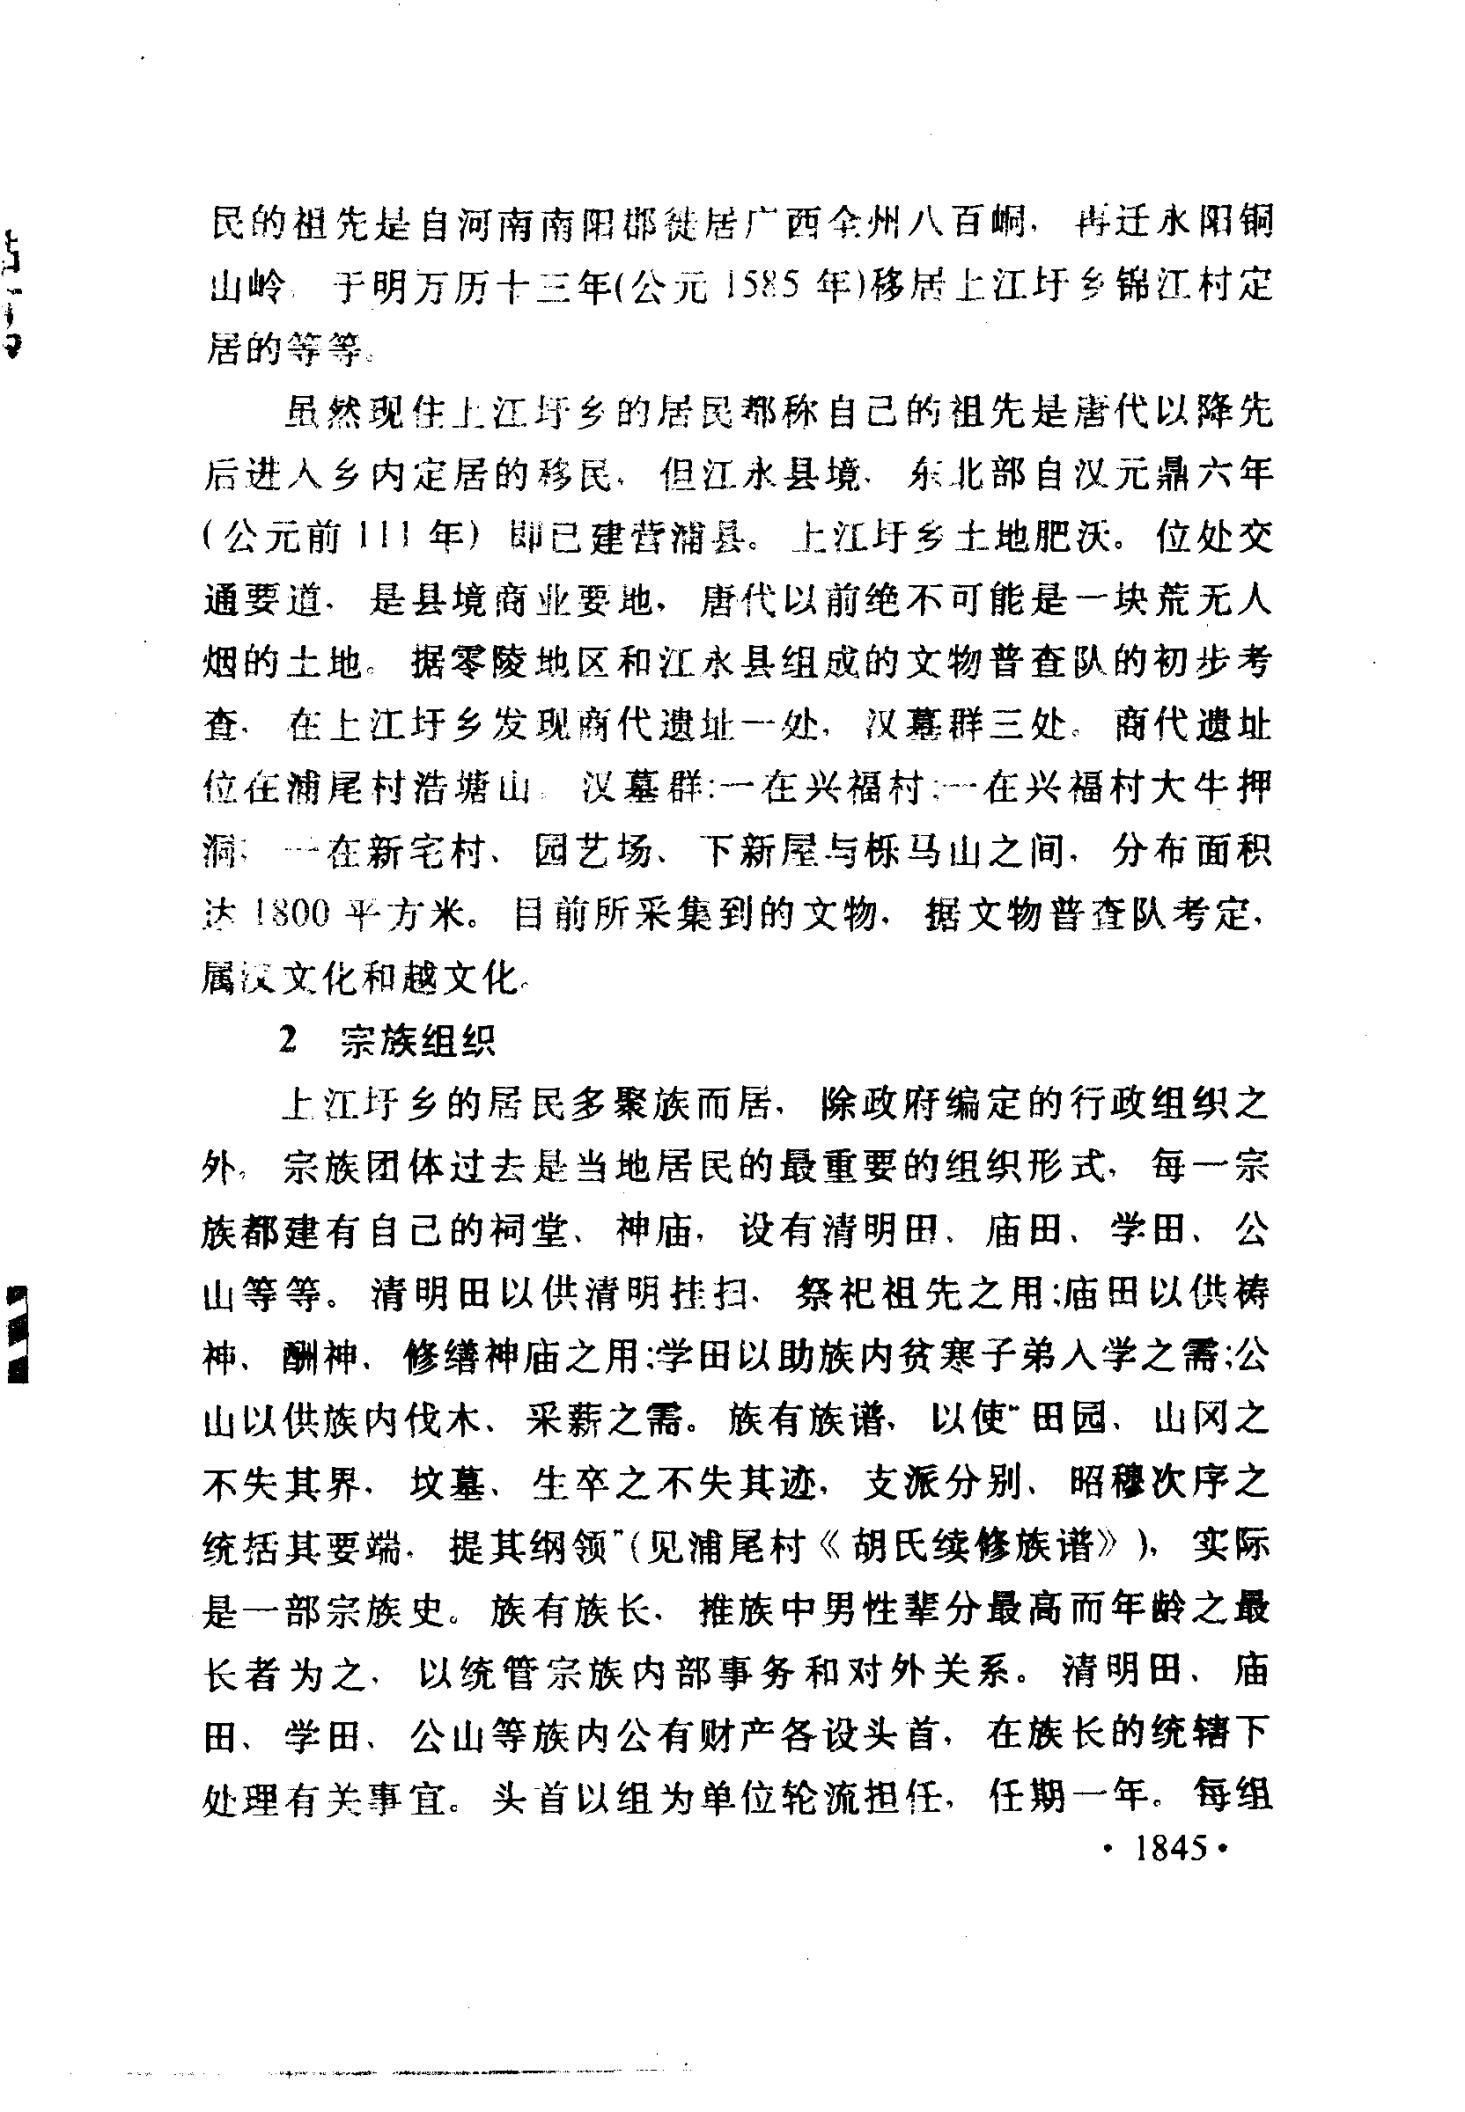 民的祖先是自河南南阳郡徙居广西全州八百峒，再迁永阳铜
山岭，于明万历十三年(公元1585年)移居上江圩乡锦江村定
居的等等。
虽然现住上江圩乡的居民都称自己的祖先是唐代以降先
后进入乡内定居的移民，但江永县境，东北部自汉元鼎六年
(公元前111年)即已建营浦县。上江圩乡土地肥沃。位处交
通要道，是县境商业要地，唐代以前绝不可能是一块荒无人
烟的土地。据零陵地区和江永县组成的文物普查队的初步考
查，在上江圩乡发现商代遗址一处，汉墓群三处。商代遗址
位在浦尾村浩塘山。汉墓群:一在兴福村;一在兴福村大牛押
洞;一在新宅村、园艺场、下新屋与栎马山之间，分布面积
达1800平方米。目前所采集到的文物，据文物普查队考定，
属汉文化和越文化。
2 宗族组织
上江圩乡的居民多聚族而居，除政府编定的行政组织之
外，宗族团体过去是当地居民的最重要的组织形式，每一宗
族都建有自己的祠堂、神庙，设有清明田、庙田、学田、公
山等等。清明田以供清明挂扫、祭祀祖先之用;庙田以供祷
神、酬神、修缮神庙之用;学田以助族内贫寒子弟入学之需;公
山以供族内伐木、采薪之需。族有族谱，以使“田园、山冈之
不失其界，坟墓、生卒之不失其迹，支派分别、昭穆次序之
统括其要端，提其纲领”(见浦尾村《胡氏续修族谱》)，实际
是一部宗族史。族有族长，推族中男性辈分最高而年龄之最
长者为之，以统管宗族内部事务和对外关系。清明田、庙
田、学田、公山等族内公有财产各设头首，在族长的统辖下
处理有关事宜。头首以组为单位轮流担任，任期一年。每组
·1845·